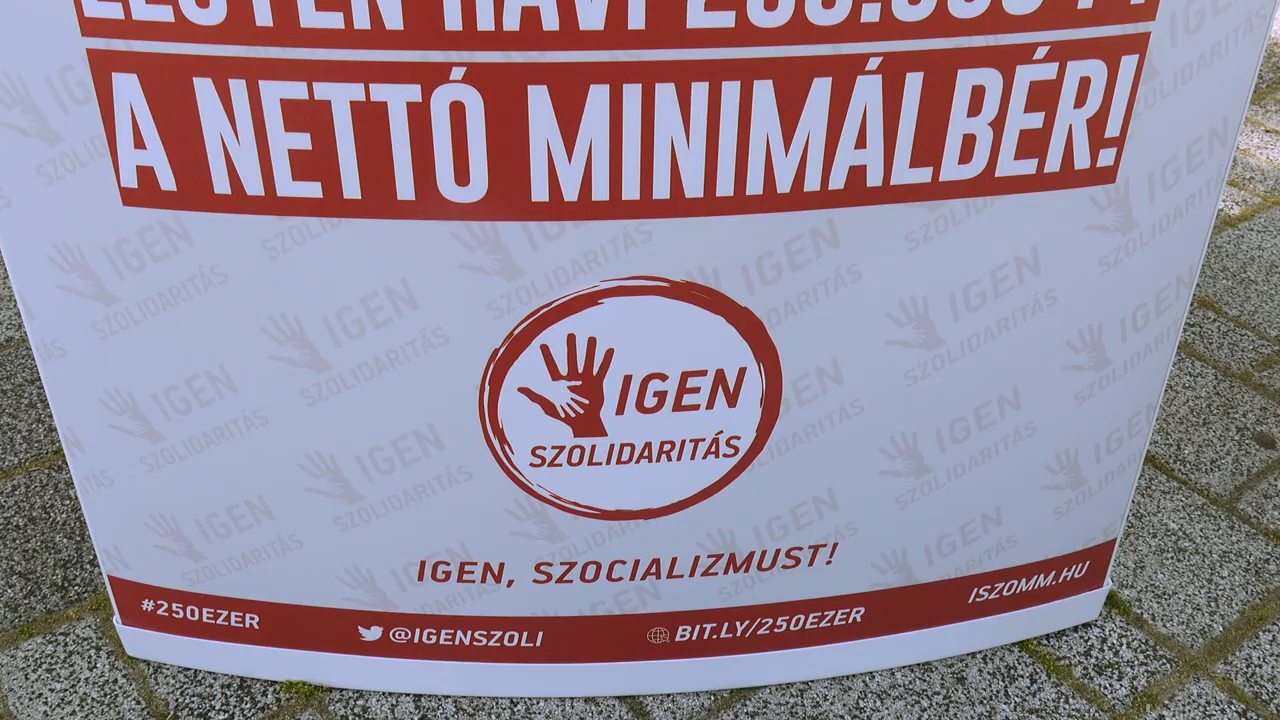 A NETTÓ MINIMÁLBÉR!
IGEN
SZOLIDARITÁS
IGEN, SZOCIALIZMUST!
#250EZER
@IGENSZOLI
BIT.LY/250EZER
ISZOMM.HU